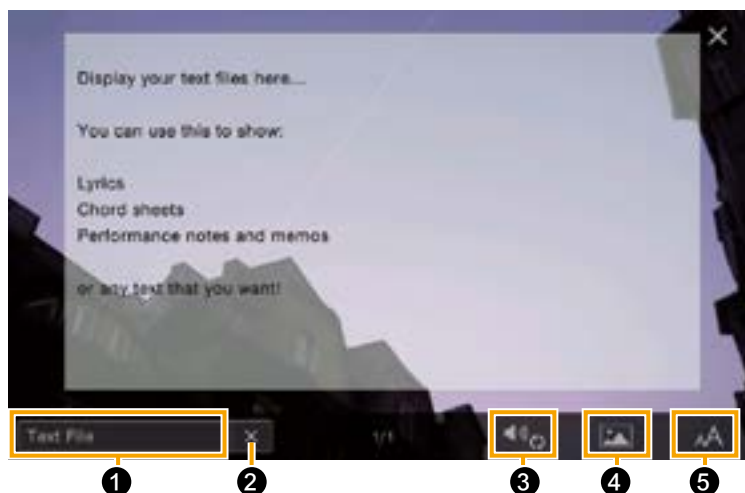 Display your text files here...
You can use this to show:
Lyrics
Chord sheets
Performance notes and memos
or any text that you want!
Text File
1/1
AA
1
2
3
4
5